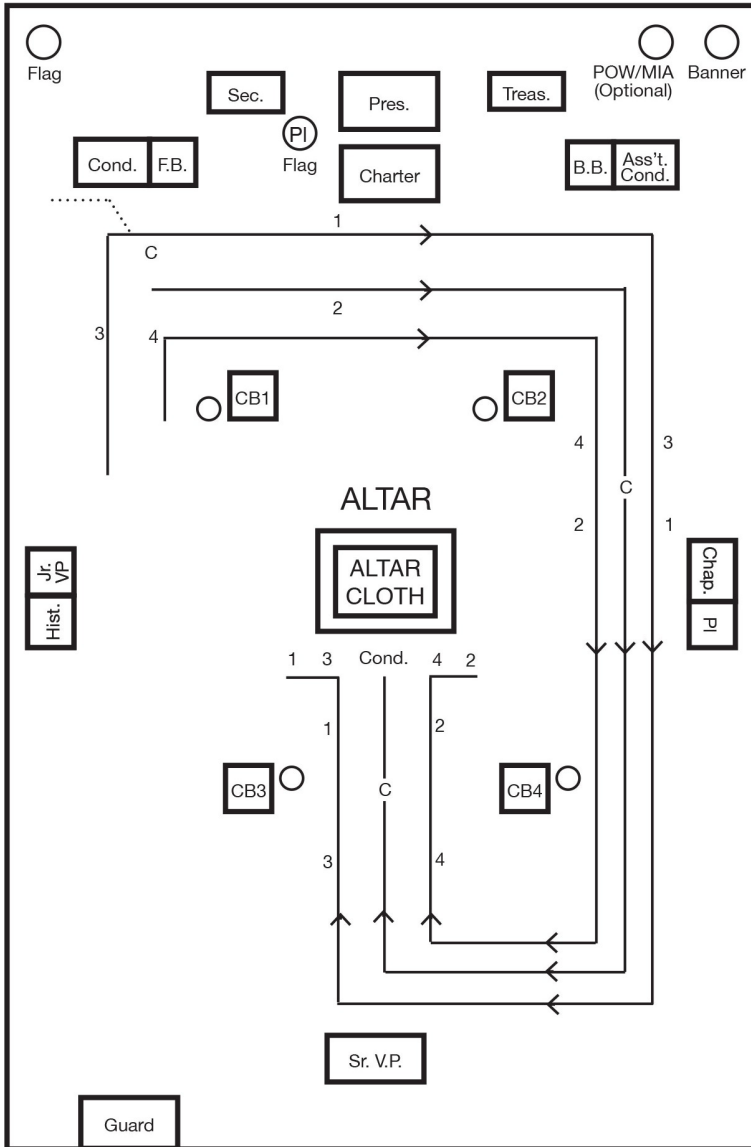 Flag
POW/MIA
(Optional)
Banner
Sec.
Pres.
Treas.
PI
Flag
Cond.
F.B.
Charter
B.B.
Ass't.
Cond.
1
C
2
3
4
CB1
CB2
4
3
C
2
1
ALTAR
ALTAR
CLOTH
Jr.
VP
Hist.
Chap.
PI
1
3
Cond.
4
2
1
2
C
CB3
CB4
3
4
Sr. V.P.
Guard